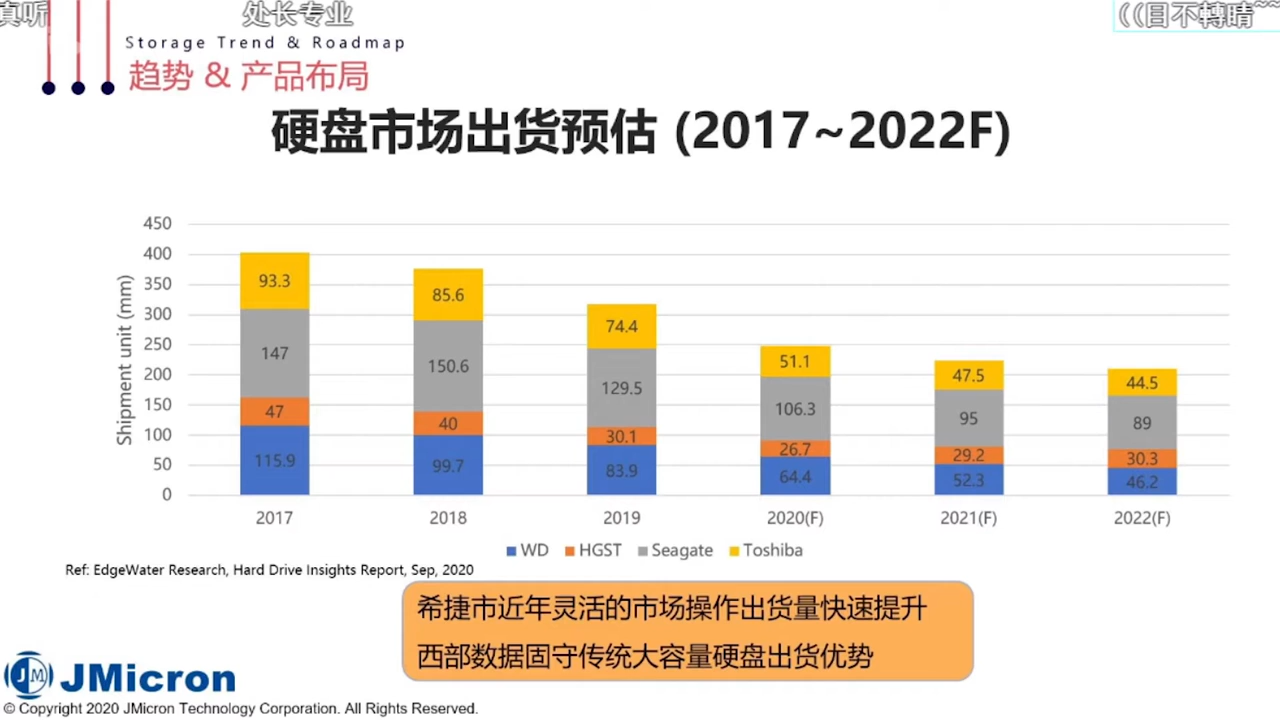 真听
处长专业
((目不轉睛~~
Storage Trend & Roadmap
趋势 & 产品布局
硬盘市场出货预估 (2017~2022F)
Shipment unit (mm)
450
400
350
300
250
200
150
100
50
0
93.3
147
47
115.9
85.6
150.6
40
99.7
74.4
129.5
30.1
83.9
51.1
106.3
26.7
64.4
47.5
95
29.2
52.3
44.5
89
30.3
46.2
2017 2018 2019 2020(F) 2021(F) 2022(F)
WD HGST Seagate Toshiba
Ref: EdgeWater Research, Hard Drive Insights Report, Sep, 2020
希捷市近年灵活的市场操作出货量快速提升
西部数据固守传统大容量硬盘出货优势
JM JMicron
© Copyright 2020 JMicron Technology Corporation. All Rights Reserved.